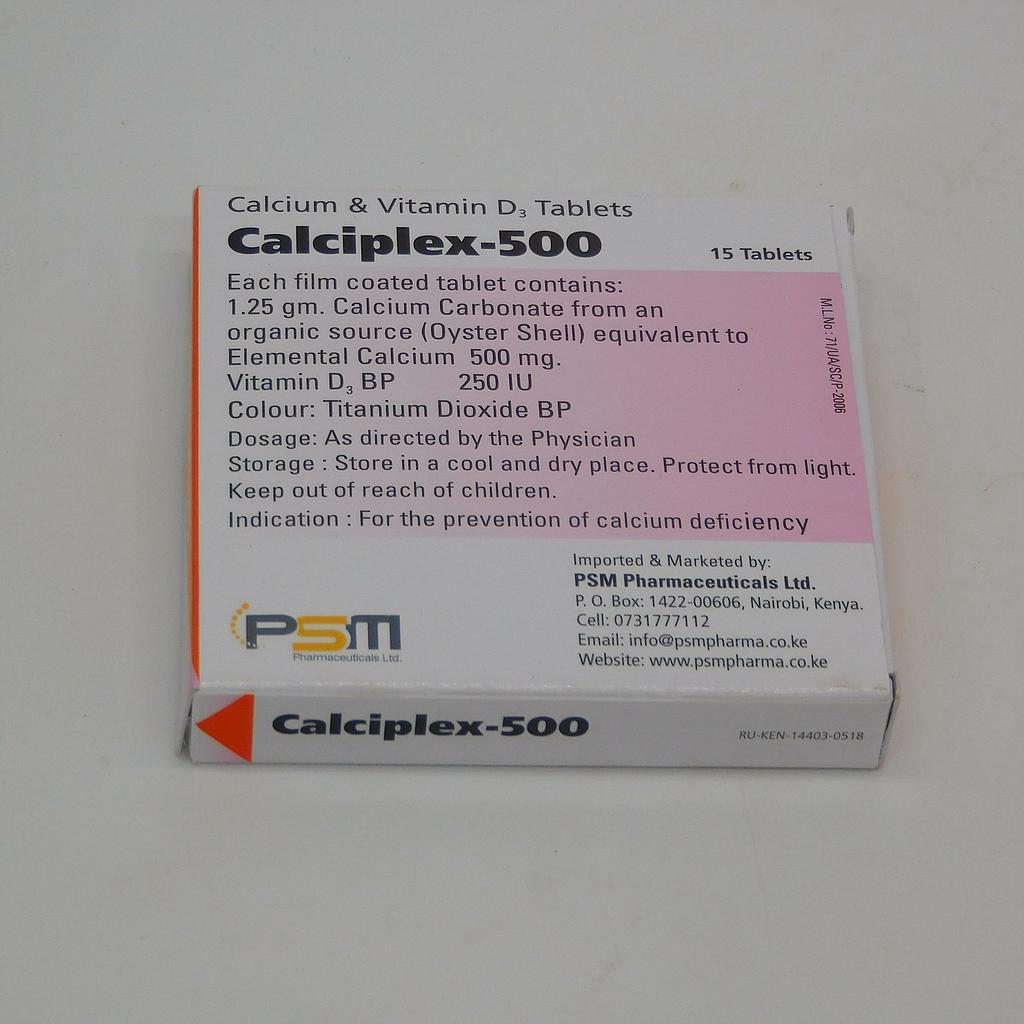 Calcium & Vitamin D₃ Tablets
Calciplex-500
15 Tablets
Each film coated tablet contains:
1.25 gm. Calcium Carbonate from an
organic source (Oyster Shell) equivalent to
Elemental Calcium 500 mg.
Vitamin D₃ BP 250 IU
Colour: Titanium Dioxide BP
Dosage: As directed by the Physician
Storage : Store in a cool and dry place. Protect from light.
Keep out of reach of children.
Indication : For the prevention of calcium deficiency
M.L.No.: 71/UA/SC/P-2006
Imported & Marketed by:
PSM Pharmaceuticals Ltd.
P. O. Box: 1422-00606, Nairobi, Kenya.
Cell: 0731777112
Email: info@psmpharma.co.ke
Website: www.psmpharma.co.ke
PSM
Pharmaceuticals Ltd.
Calciplex-500
RU-KEN-14403-0518